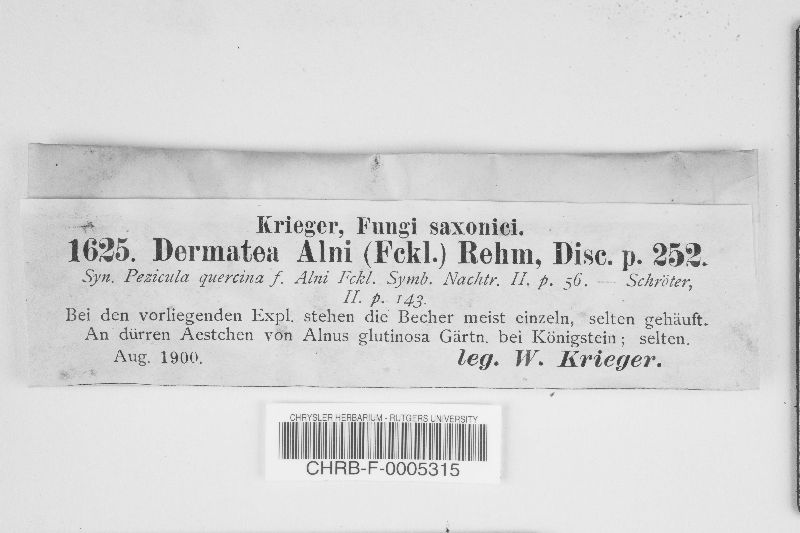 Krieger, Fungi saxonici.
1625. Dermatea Alni (Fckl.) Rehm, Disc. p. 252.
Syn. Pezicula quercina f. Alni Fckl. Symb. Nachtr. II. p. 56. — Schröter,
II. p. 143.
Bei den vorliegenden Expl. stehen die Becher meist einzeln, selten gehäuft.
An dürren Aestchen von Alnus glutinosa Gärtn. bei Königstein; selten.
Aug. 1900. leg. W. Krieger.
CHRYSLER HERBARIUM - RUTGERS UNIVERSITY
CHRB-F-0005315